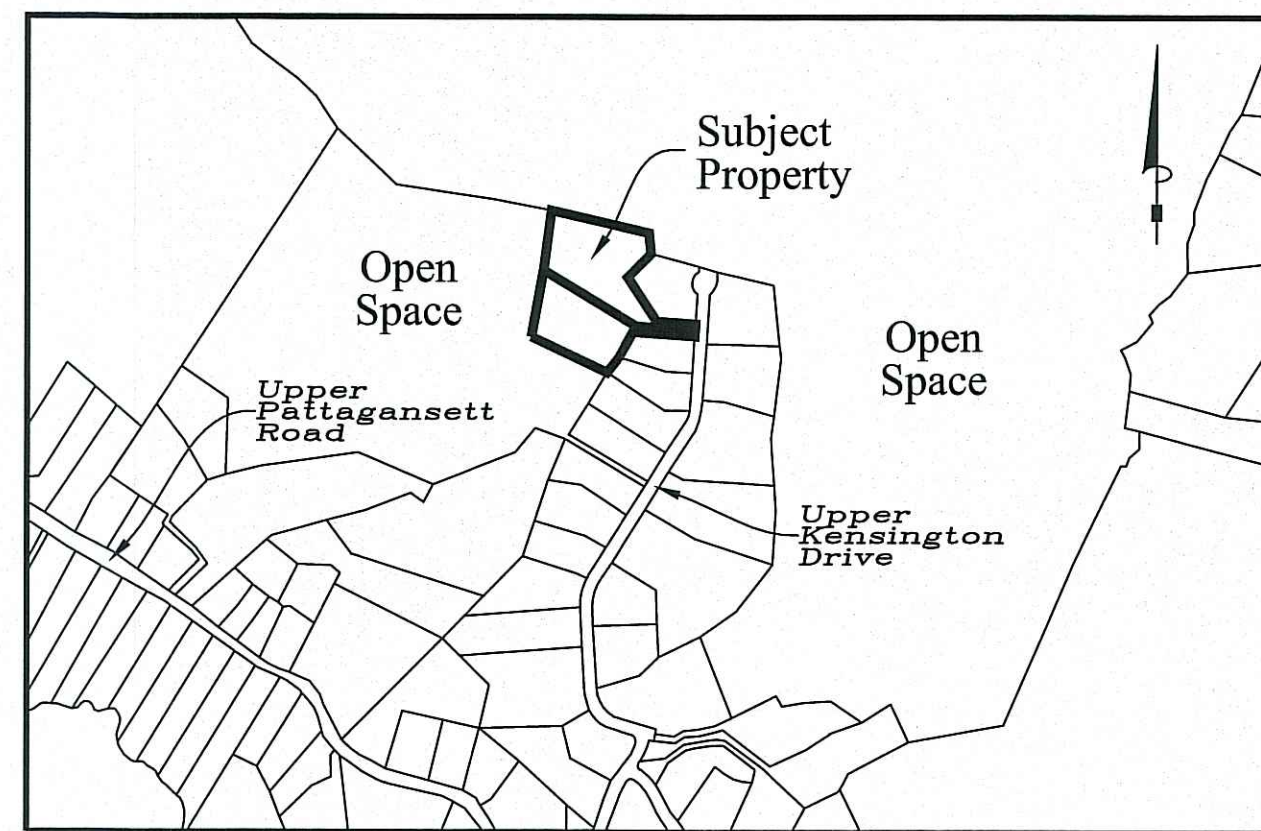 Subject
Property
Open
Space
Open
Space
Upper
Pattagansett
Road
Upper
Kensington
Drive